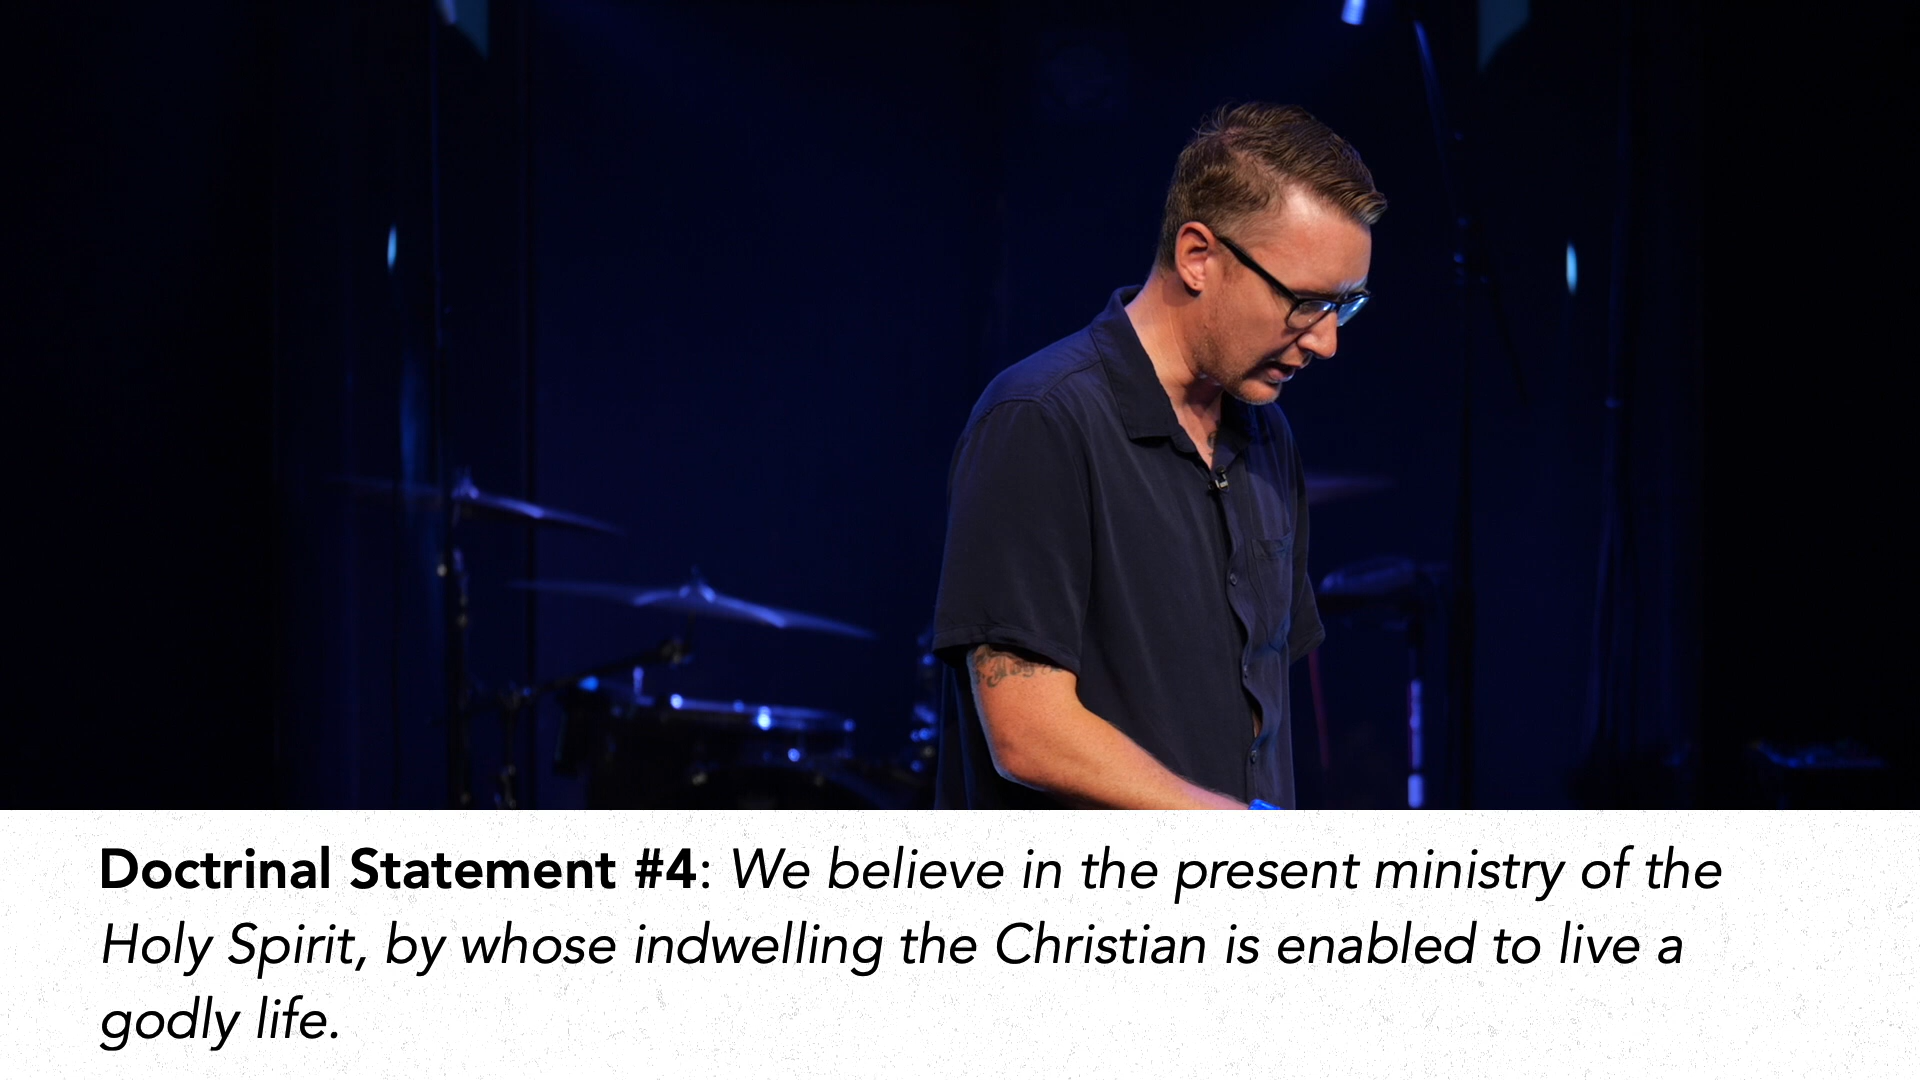 Doctrinal Statement #4: We believe in the present ministry of the
Holy Spirit, by whose indwelling the Christian is enabled to live a
godly life.